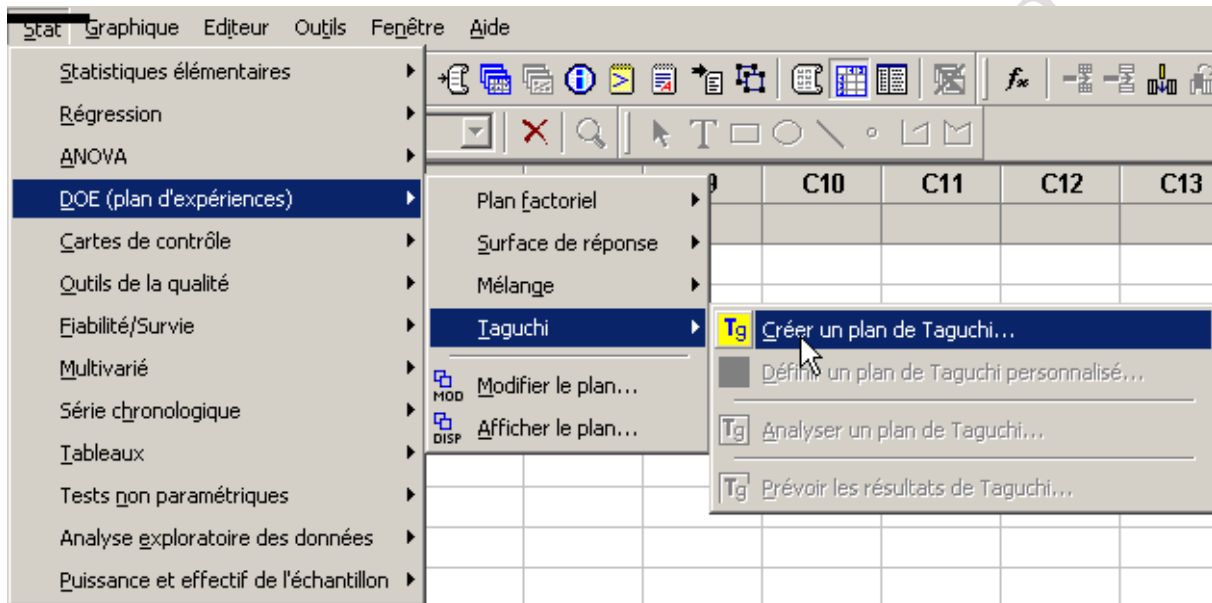 Stat Graphique Editeur Outils Fenêtre Aide
Statistiques élémentaires
Régression
ANOVA
DOE (plan d'expériences)
Cartes de contrôle
Outils de la qualité
Fiabilité/Survie
Multivarié
Série chronologique
Tableaux
Tests non paramétriques
Analyse exploratoire des données
Puissance et effectif de l'échantillon
Plan factoriel
Surface de réponse
Mélange
Taguchi
MOD Modifier le plan...
DISP Afficher le plan...
Tg Créer un plan de Taguchi...
Définir un plan de Taguchi personnalisé...
Tg Analyser un plan de Taguchi...
Tg Prévoir les résultats de Taguchi...
C10 C11 C12 C13